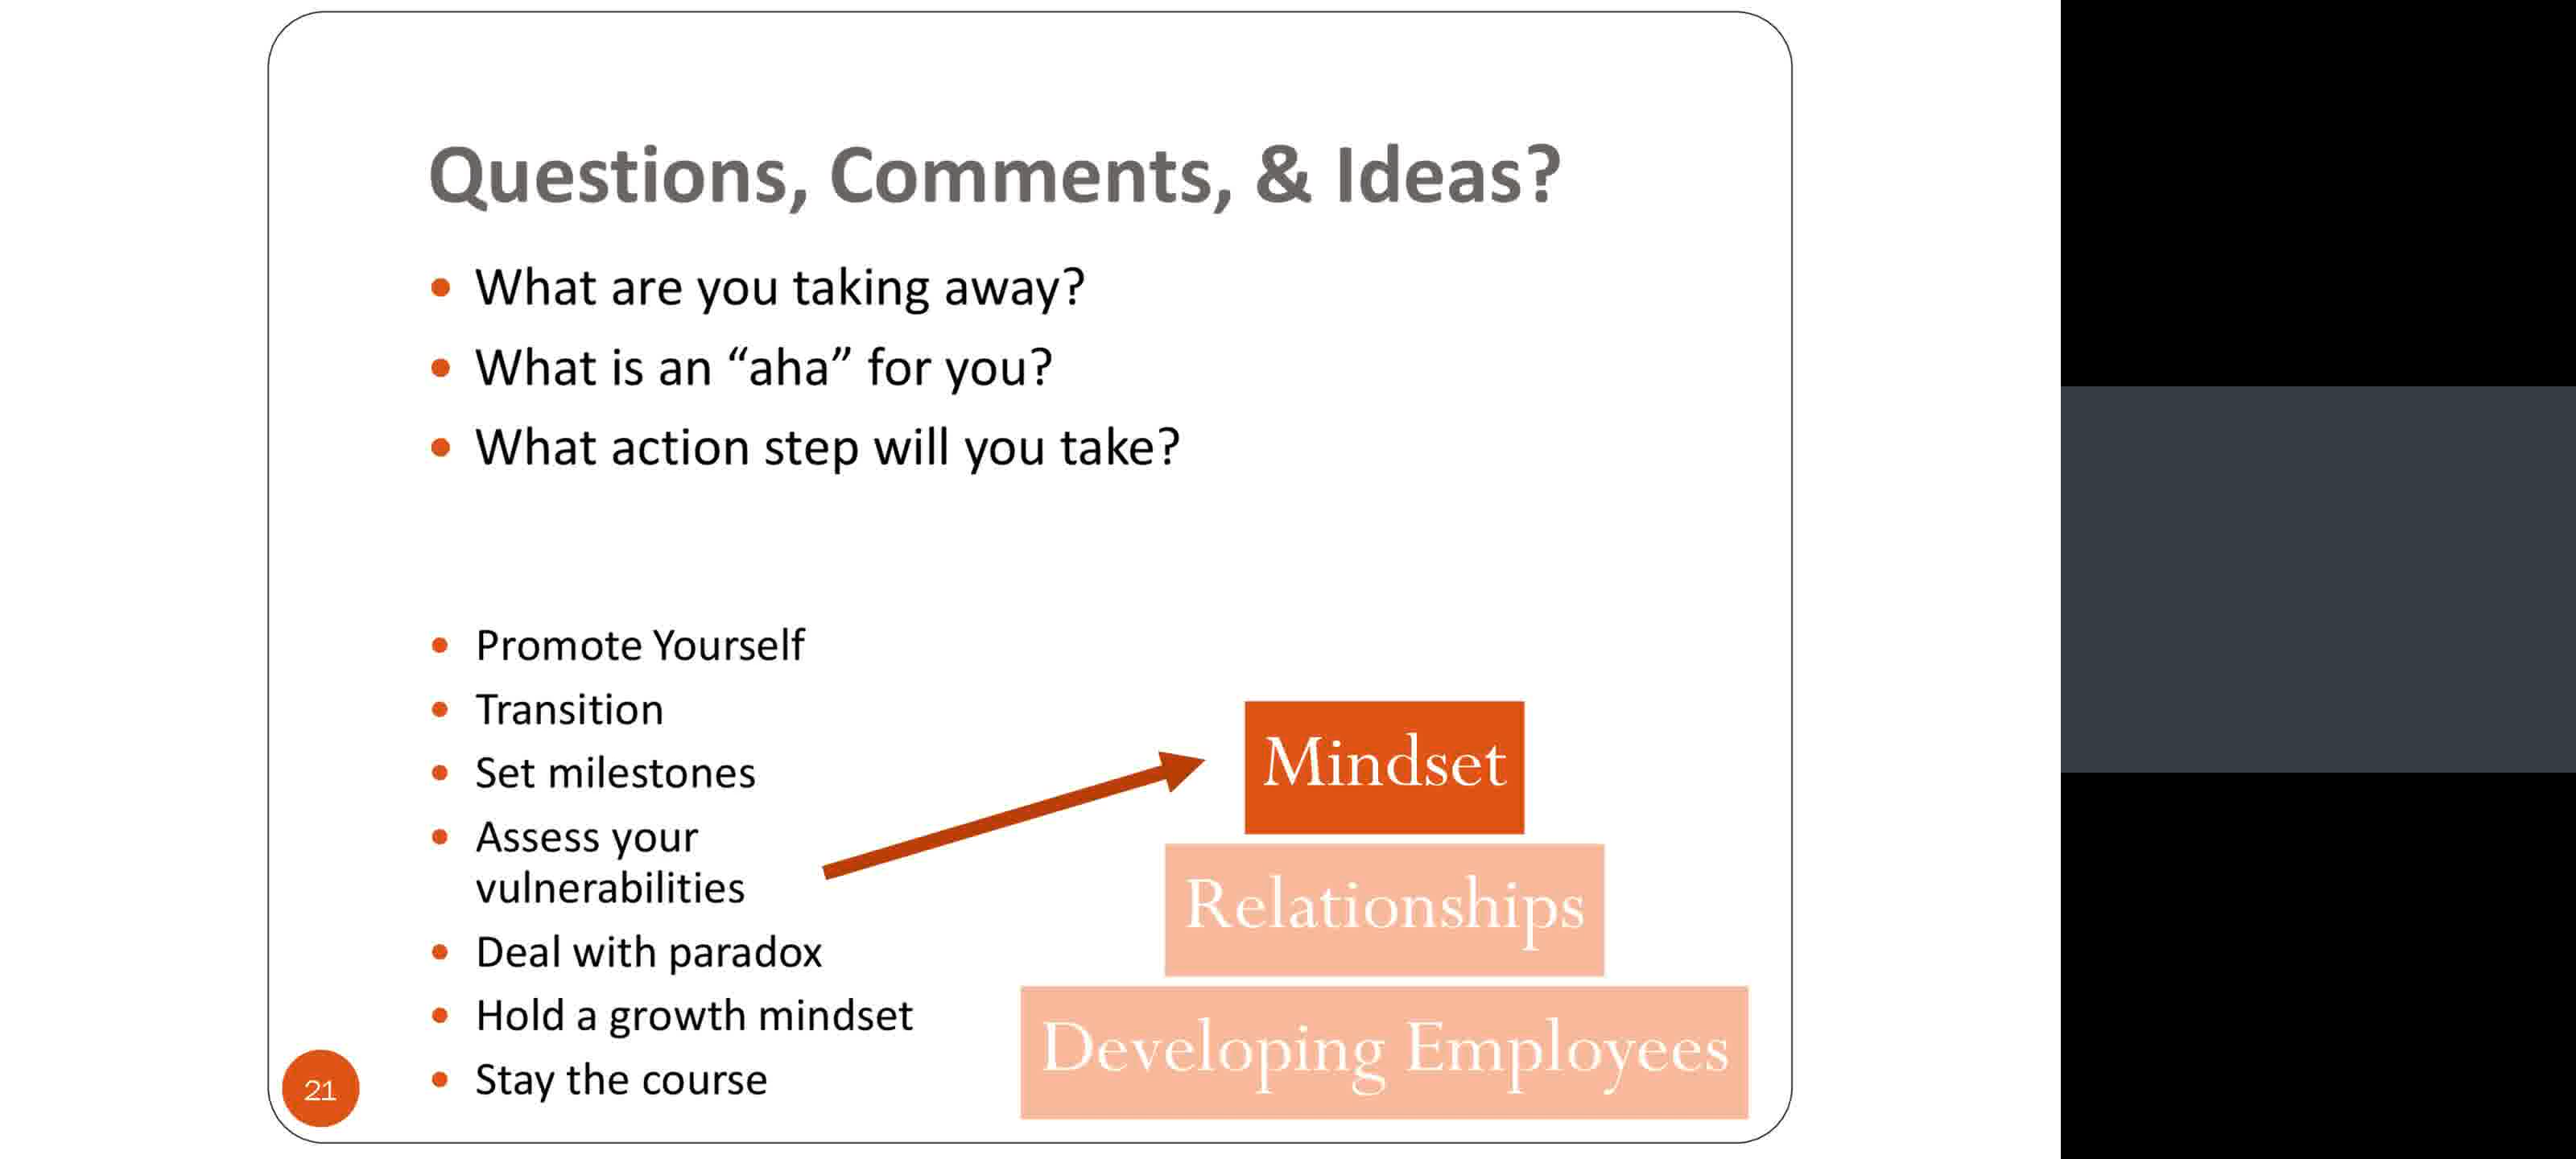 Questions, Comments, & Ideas?
• What are you taking away?
• What is an “aha” for you?
• What action step will you take?
• Promote Yourself
• Transition
• Set milestones
• Assess your
vulnerabilities
• Deal with paradox
• Hold a growth mindset
• Stay the course
Mindset
Relationships
Developing Employees
21